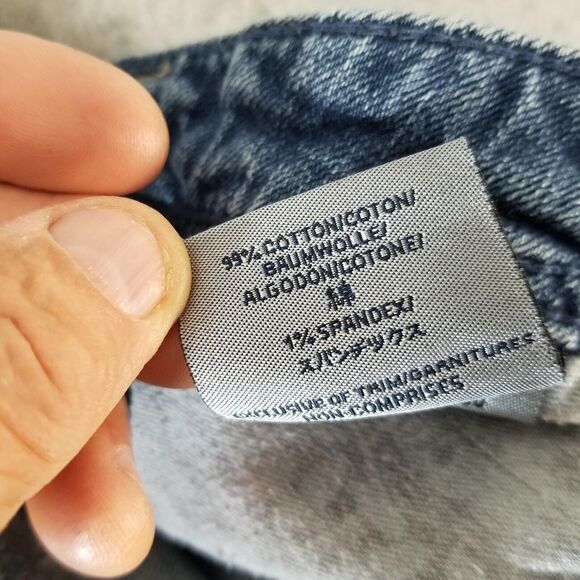 99% COTTON/COTON/
BAUMWOLLE/
ALGODON/COTONE/
綿
1% SPANDEX/
スパンデックス
EXCLUSIVE OF TRIM/GARNITURES
NON COMPRISES